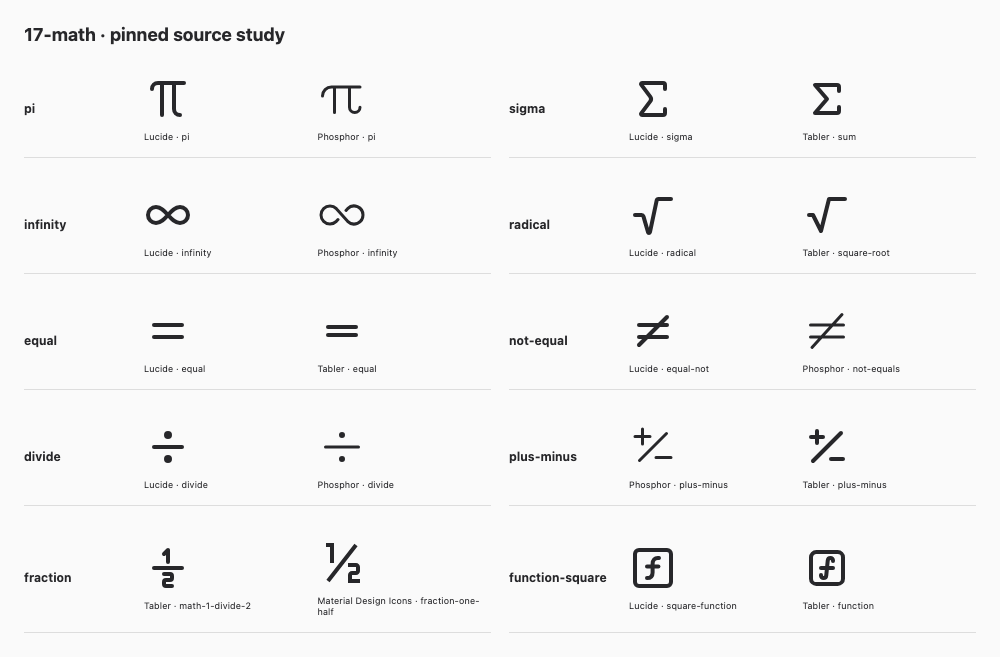 17-math · pinned source study
pi
Lucide · pi
Phosphor · pi
sigma
Lucide · sigma
Tabler · sum
infinity
Lucide · infinity
Phosphor · infinity
radical
Lucide · radical
Tabler · square-root
equal
Lucide · equal
Tabler · equal
not-equal
Lucide · equal-not
Phosphor · not-equals
divide
Lucide · divide
Phosphor · divide
plus-minus
Phosphor · plus-minus
Tabler · plus-minus
fraction
Tabler · math-1-divide-2
Material Design Icons · fraction-one-
half
function-square
Lucide · square-function
Tabler · function